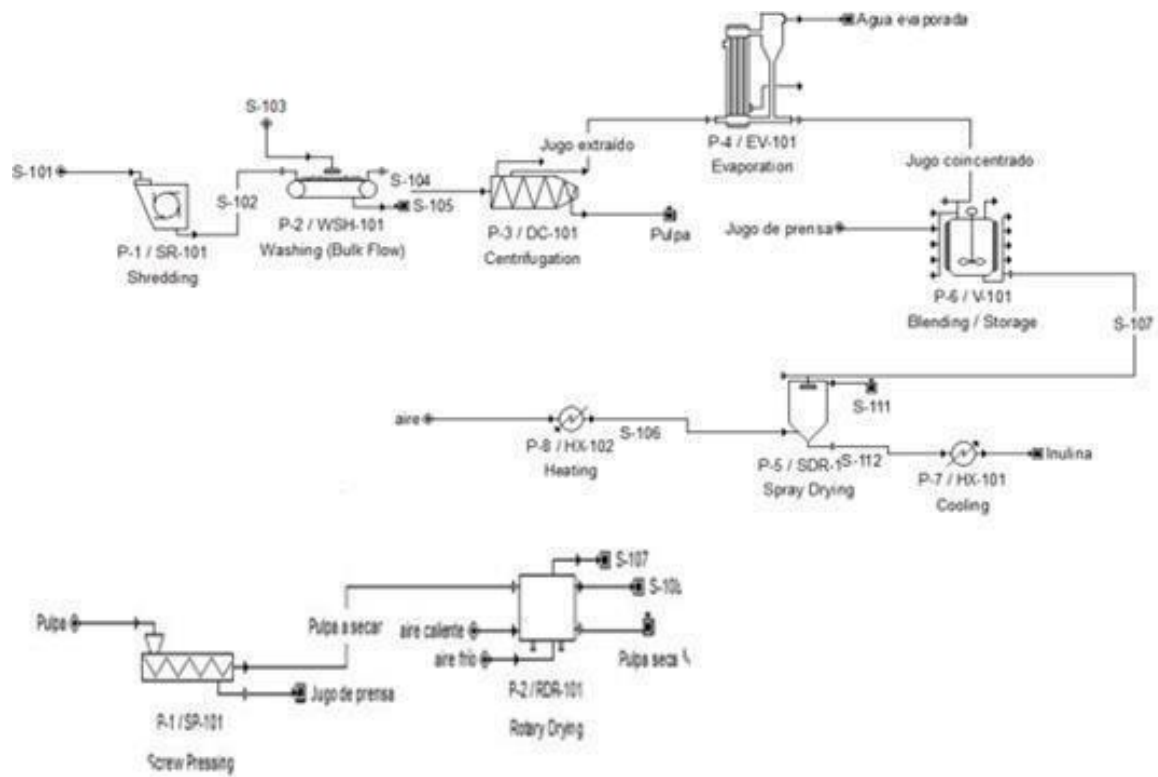 Agua evaporada
P-4 / EV-101
Evaporation
S-103
Jugo extraído
Jugo coincentrado
S-101
S-102
S-104
S-105
P-1 / SR-101
Shredding
P-2 / WSH-101
Washing (Bulk Flow)
P-3 / DC-101
Centrifugation
Pulpa
Jugo de prensa
P-6 / V-101
Blending / Storage
S-107
aire
P-8 / HX-102
Heating
S-106
S-111
P-5 / SDR-1
Spray Drying
S-112
P-7 / HX-101
Cooling
Inulina
Pulpa
Pulpa a secar
Jugo de prensa
P-1 / SP-101
Screw Pressing
S-107
aire caliente
aire frío
Pulpa seca
P-2 / RDR-101
Rotary Drying